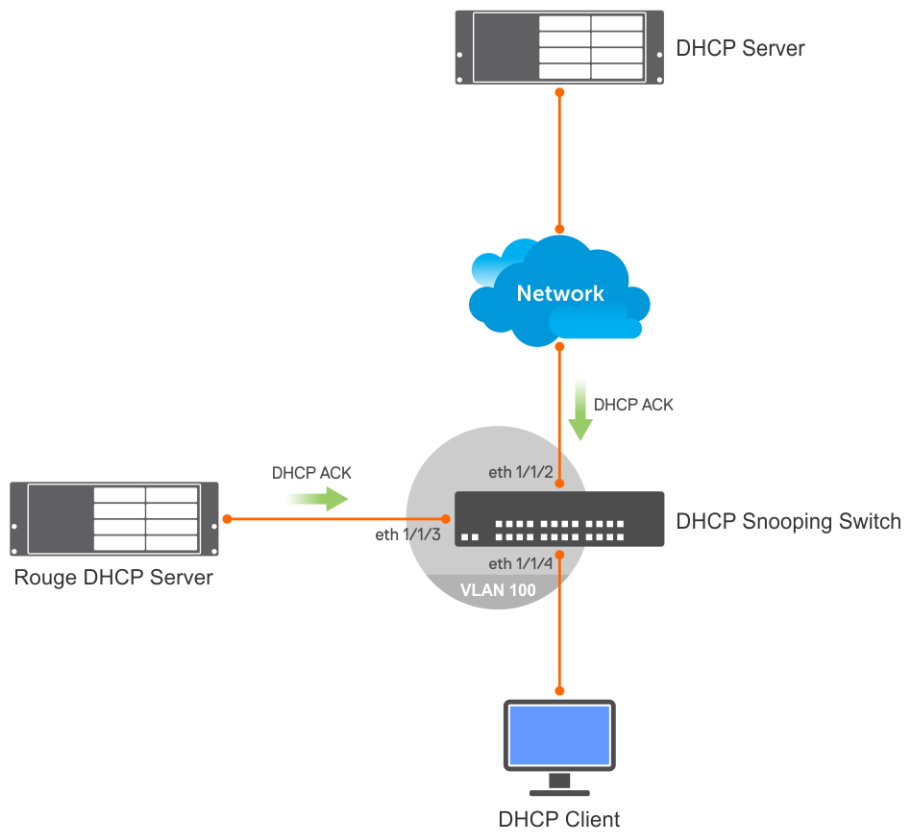 DHCP Server
Network
DHCP ACK
eth 1/1/2
DHCP ACK
eth 1/1/3
DHCP Snooping Switch
Rouge DHCP Server
eth 1/1/4
VLAN 100
DHCP Client